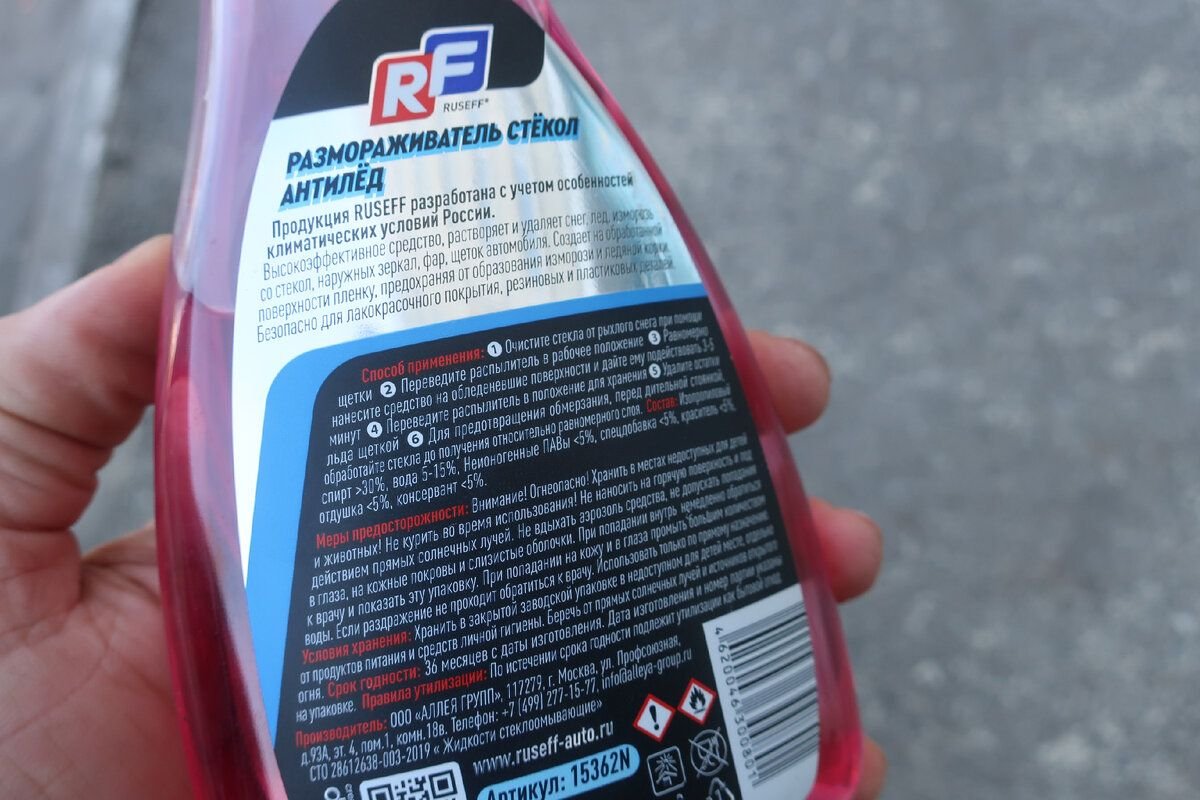 RF
RUSEFF®
РАЗМОРАЖИВАТЕЛЬ СТЁКОЛ
АНТИЛЁД
Продукция RUSEFF разработана с учетом особенностей
климатических условий России.
Высокоэффективное средство, растворяет и удаляет снег, лед, изморозь
со стекол, наружных зеркал, фар, щеток автомобиля. Создает на обработанной
поверхности пленку, предохраняя от образования изморози и ледяной корки.
Безопасно для лакокрасочного покрытия, резиновых и пластиковых деталей.
Способ применения: 1 Очистите стекла от рыхлого снега при помощи
щетки 2 Переведите распылитель в рабочее положение 3 Равномерно
нанесите средство на обледеневшие поверхности и дайте ему подействовать 3-5
минут 4 Переведите распылитель в положение для хранения 5 Удалите остатки
льда щеткой 6 Для предотвращения обмерзания, перед длительной стоянкой,
обработайте стекла до получения относительно равномерного слоя. Состав: Изопропиловый
спирт >30%, вода 5-15%, Неионогенные ПАВы <5%, спецдобавка <5%, краситель <5%,
отдушка <5%, консервант <5%.
Меры предосторожности: Внимание! Огнеопасно! Хранить в местах недоступных для детей
и животных! Не курить во время использования! Не наносить на горячую поверхность и под
действием прямых солнечных лучей. Не вдыхать аэрозоль средства, не допускать попадания
в глаза, на кожные покровы и слизистые оболочки. При попадании внутрь немедленно обратиться
к врачу и показать эту упаковку. При попадании на кожу и в глаза промыть большим количеством
воды. Если раздражение не проходит обратиться к врачу. Использовать только по прямому назначению.
Условия хранения: Хранить в закрытой заводской упаковке в недоступном для детей месте, отдельно
от продуктов питания и средств личной гигиены. Беречь от прямых солнечных лучей и источников открытого
огня. Срок годности: 36 месяцев с даты изготовления. Дата изготовления и номер партии указаны
на упаковке. Правила утилизации: По истечении срока годности подлежит утилизации как бытовой отход
Производитель: ООО «АЛЛЕЯ ГРУПП», 117279, г. Москва, ул. Профсоюзная,
д.93А, эт. 4, пом.1, комн.18в. Телефон: +7 (499) 277-15-77, info@alleya-group.ru
СТО 28612638-003-2019 « Жидкости стеклоомывающие»
www.ruseff-auto.ru
Артикул: 15362N
4620046300801